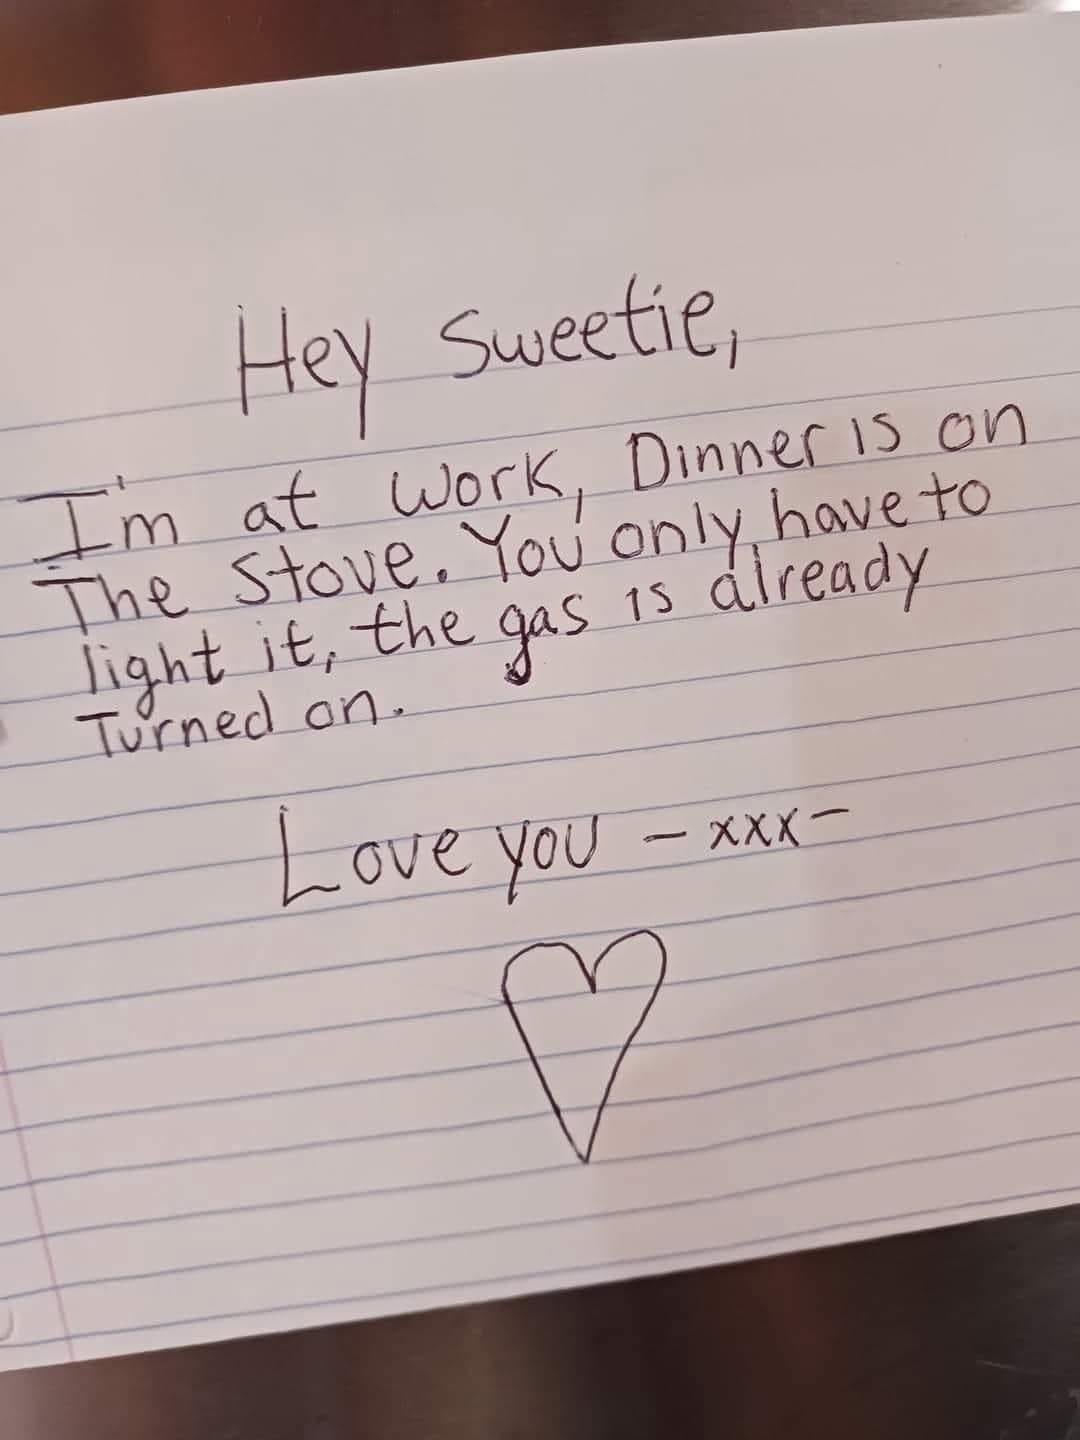 Hey Sweetie,
I'm at Work, Dinner is on
The Stove. You only have to
light it, the gas is already
Turned on.
Love you - xxx -